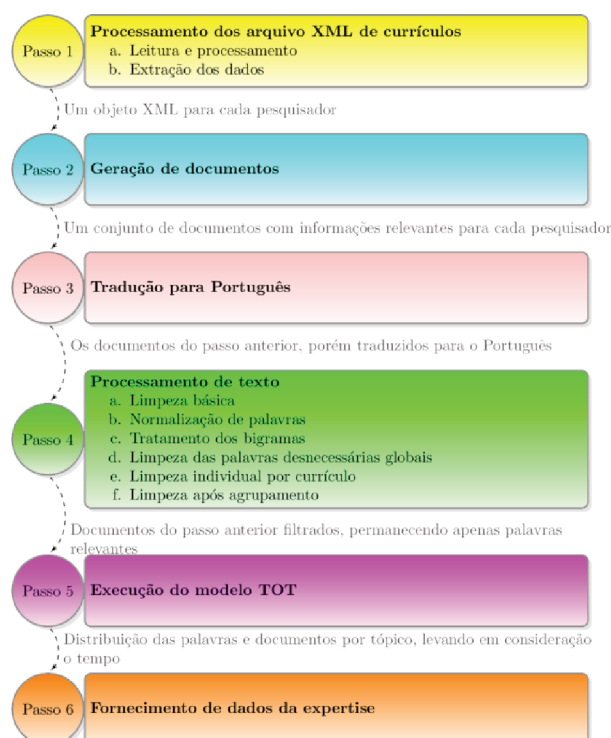 Passo 1
Processamento dos arquivo XML de currículos
a. Leitura e processamento
b. Extração dos dados
Um objeto XML para cada pesquisador
Passo 2
Geração de documentos
Um conjunto de documentos com informações relevantes para cada pesquisador
Passo 3
Tradução para Português
Os documentos do passo anterior, porém traduzidos para o Português
Passo 4
Processamento de texto
a. Limpeza básica
b. Normalização de palavras
c. Tratamento dos bigramas
d. Limpeza das palavras desnecessárias globais
e. Limpeza individual por currículo
f. Limpeza após agrupamento
Documentos do passo anterior filtrados, permanecendo apenas palavras
relevantes
Passo 5
Execução do modelo TOT
Distribuição das palavras e documentos por tópico, levando em consideração
o tempo
Passo 6
Fornecimento de dados da expertise